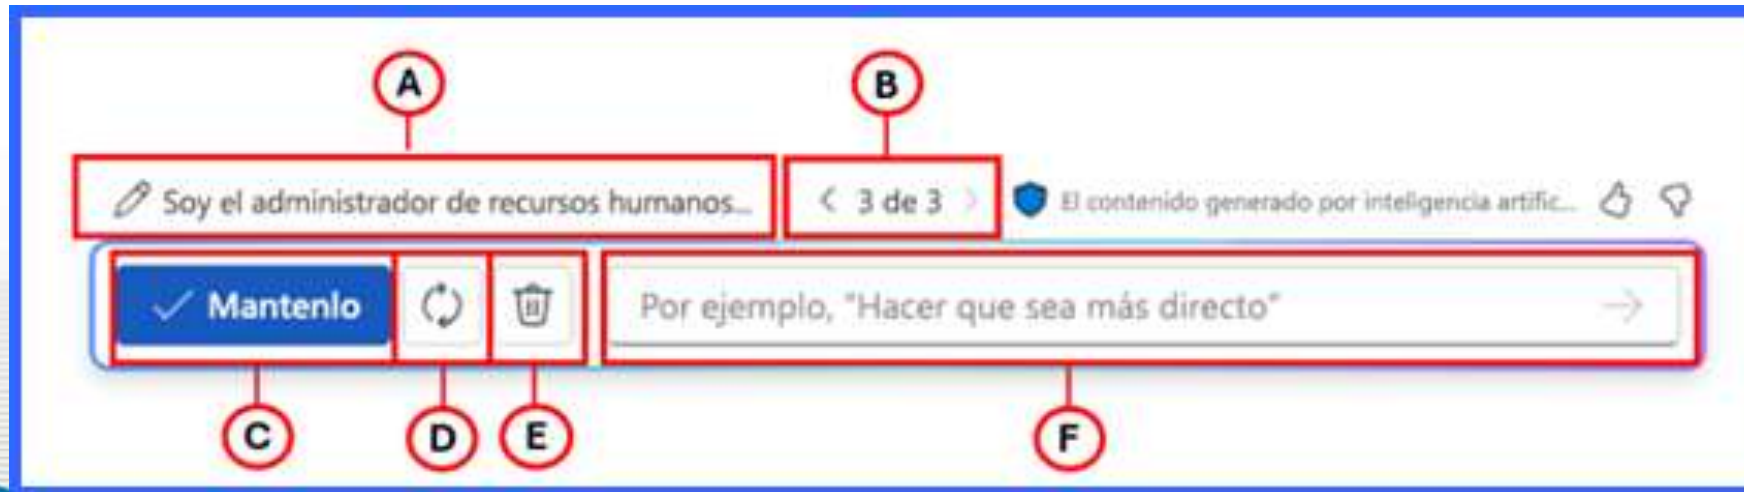 A B
Soy el administrador de recursos humanos... < 3 de 3 > El contenido generado por inteligencia artific...
Mantenlo Por ejemplo, "Hacer que sea más directo"
C D E F